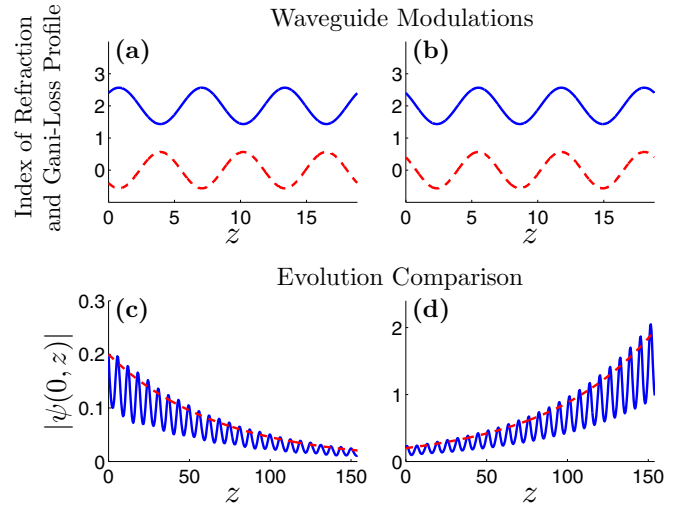 Waveguide Modulations
Index of Refraction
and Gani-Loss Profile
(a)
(b)
3
2
1
0
3
2
1
0
0 5 10 15
0 5 10 15
z
z
Evolution Comparison
(c)
(d)
|ψ(0, z)|
0.3
0.2
0.1
0
2
1
0
0 50 100 150
0 50 100 150
z
z